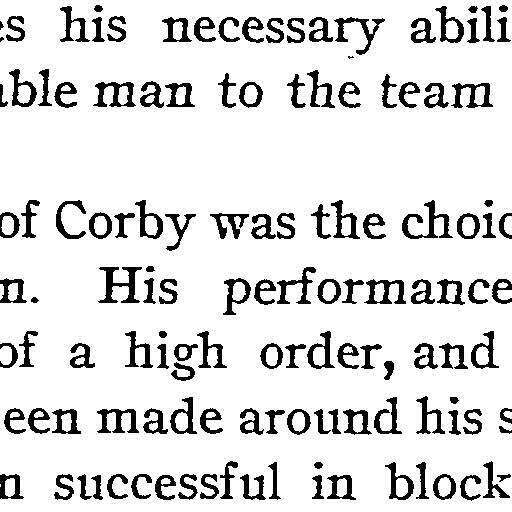 es his necessary abili
able man to the team
of Corby was the choic
n. His performance
of a high order, and
een made around his s
n successful in block